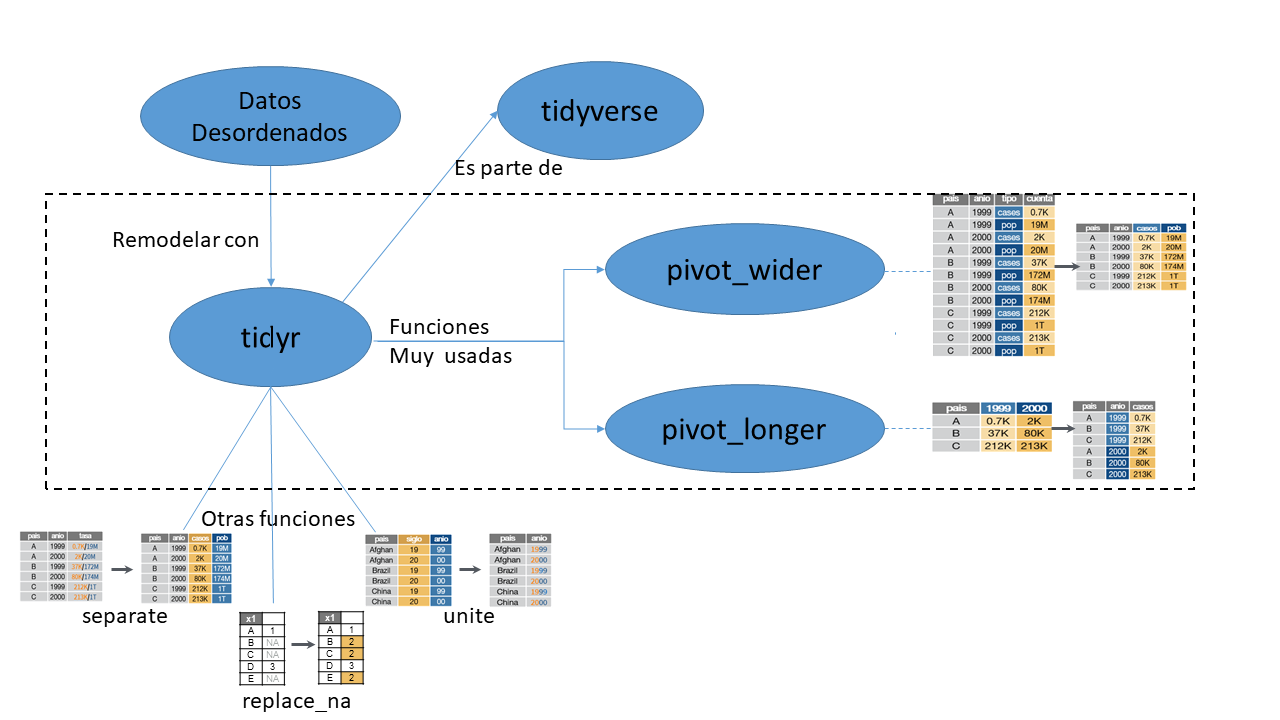 Datos
Desordenados
tidyverse
Es parte de
Remodelar con
tidyr
Funciones
Muy usadas
pivot_wider
pais anio tipo cuenta
A 1999 cases 0.7K
A 1999 pop 19M
A 2000 cases 2K
A 2000 pop 20M
B 1999 cases 37K
B 1999 pop 172M
B 2000 cases 80K
B 2000 pop 174M
C 1999 cases 212K
C 1999 pop 1T
C 2000 cases 213K
C 2000 pop 1T
pais anio casos pob
A 1999 0.7K 19M
A 2000 2K 20M
B 1999 37K 172M
B 2000 80K 174M
C 1999 212K 1T
C 2000 213K 1T
pivot_longer
pais 1999 2000
A 0.7K 2K
B 37K 80K
C 212K 213K
pais anio casos
A 1999 0.7K
B 1999 37K
C 1999 212K
A 2000 2K
B 2000 80K
C 2000 213K
Otras funciones
pais anio tasa
A 1999 0.7K/19M
A 2000 2K/20M
B 1999 37K/172M
B 2000 80K/174M
C 1999 212K/1T
C 2000 213K/1T
pais anio casos pob
A 1999 0.7K 19M
A 2000 2K 20M
B 1999 37K 172M
B 2000 80K 174M
C 1999 212K 1T
C 2000 213K 1T
separate
x1
A 1
B NA
C NA
D 3
E NA
x1
A 1
B 2
C 2
D 3
E 2
replace_na
pais siglo anio
Afghan 19 99
Afghan 20 00
Brazil 19 99
Brazil 20 00
China 19 99
China 20 00
pais anio
Afghan 1999
Afghan 2000
Brazil 1999
Brazil 2000
China 1999
China 2000
unite